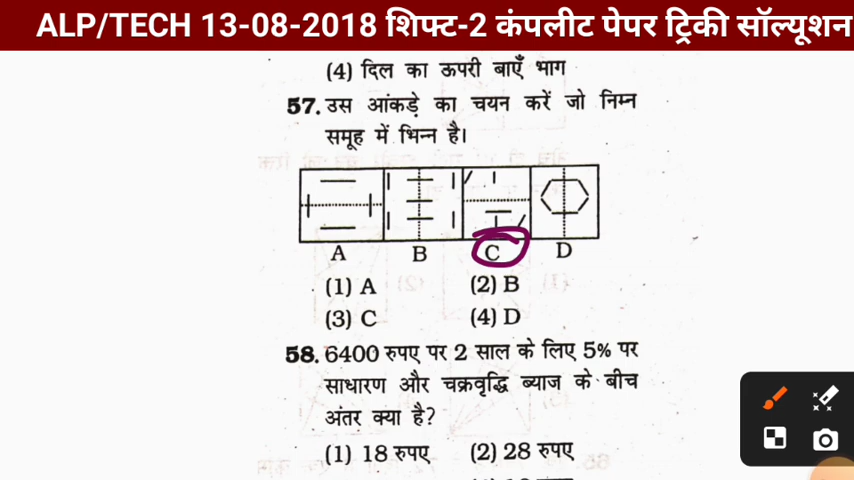 ALP/TECH 13-08-2018 शिफ्ट-2 कंपलीट पेपर ट्रिकी सॉल्यूशन
(4) दिल का ऊपरी बाएँ भाग
57. उस आंकड़े का चयन करें जो निम्न
समूह में भिन्न है।
A B C D
(1) A (2) B
(3) C (4) D
58. 6400 रुपए पर 2 साल के लिए 5% पर
साधारण और चक्रवृद्धि ब्याज के बीच
अंतर क्या है?
(1) 18 रुपए (2) 28 रुपए